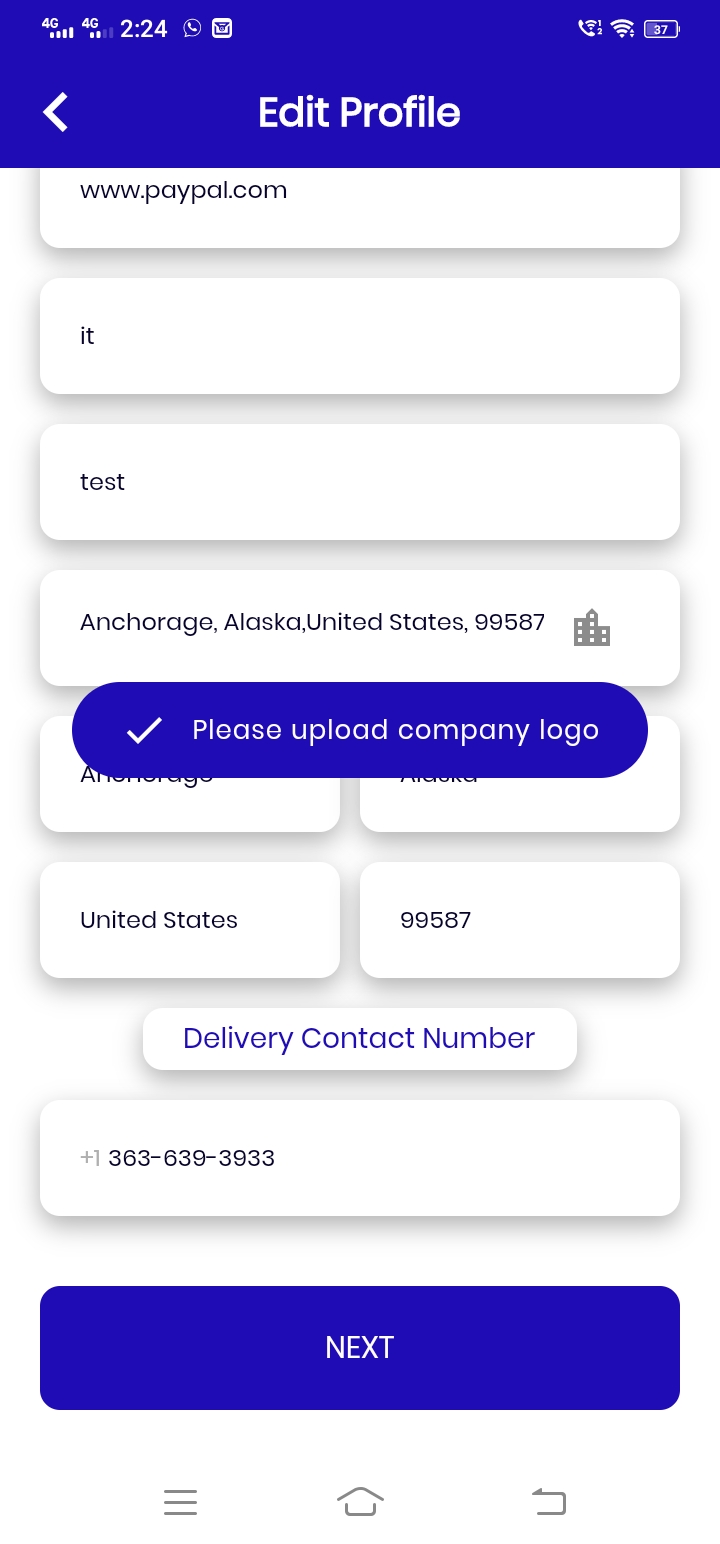 4G 4G 2:24 37
Edit Profile
www.paypal.com
it
test
Anchorage, Alaska,United States, 99587
Please upload company logo
Anchorage Alaska
United States 99587
Delivery Contact Number
+1 363-639-3933
NEXT